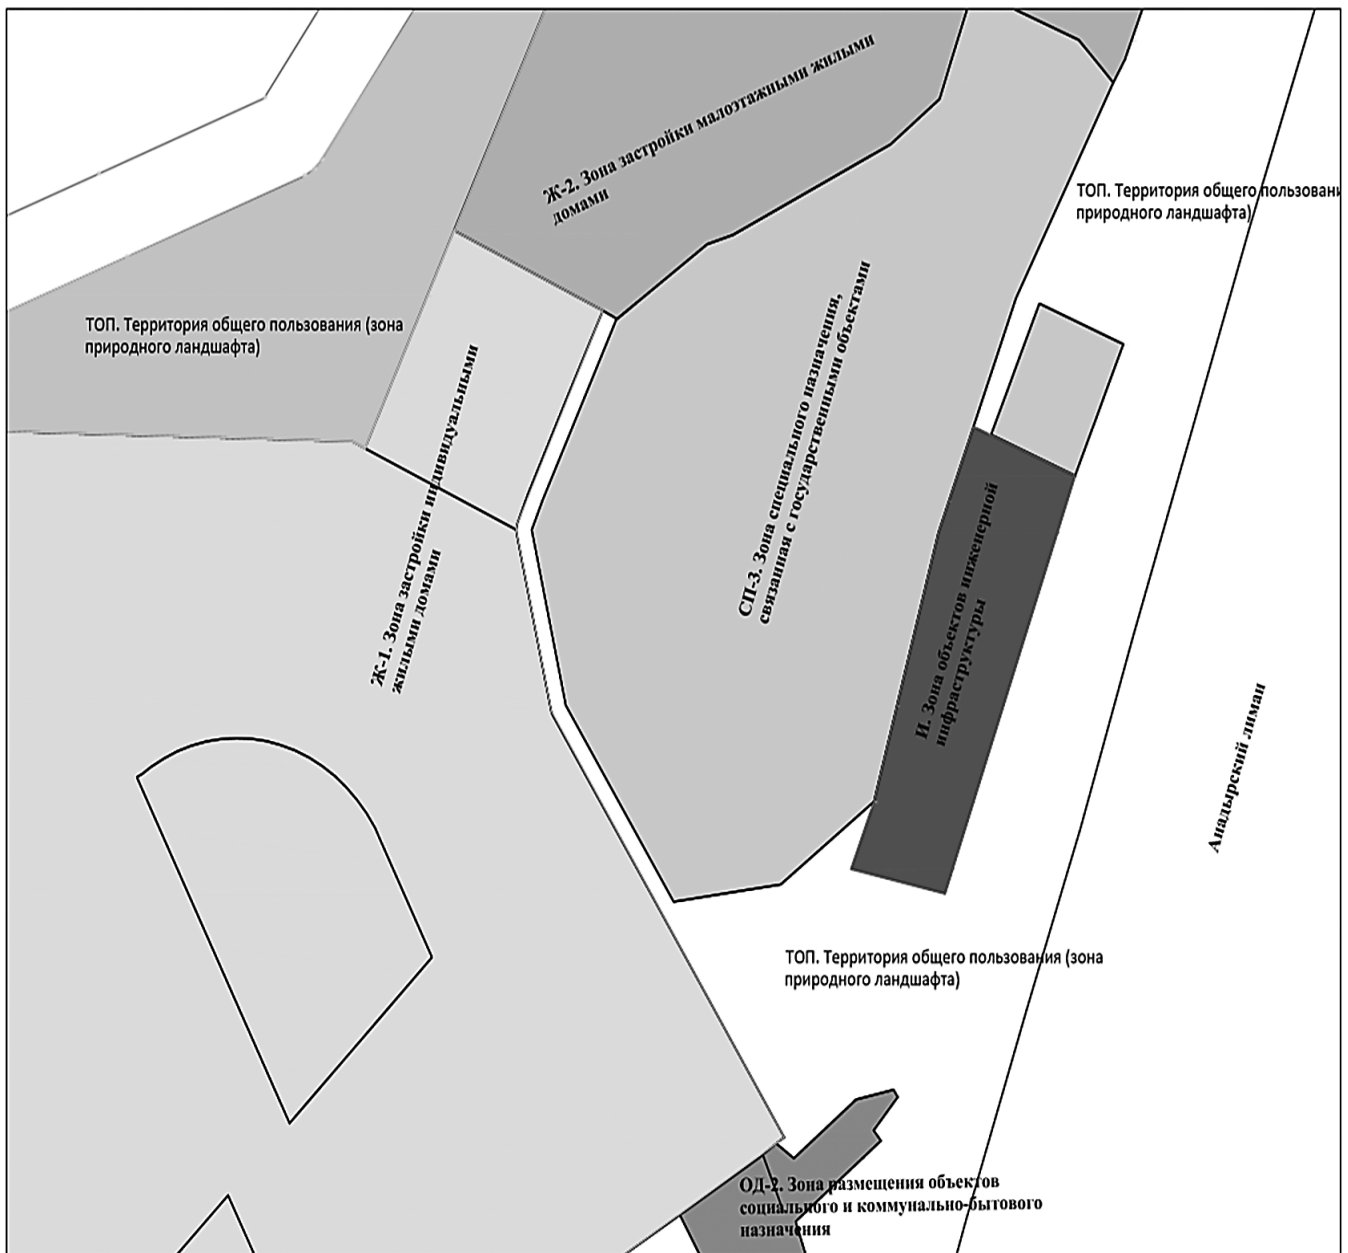 Ж-2. Зона застройки малоэтажными жилыми
домами
ТОП. Территория общего пользовани
природного ландшафта)
ТОП. Территория общего пользования (зона
природного ландшафта)
Ж-1. Зона застройки индивидуальными
жилыми домами
СП-3. Зона специального назначения,
связанная с государственными объектами
И. Зона объектов инженерной
инфраструктуры
Анадырский лиман
ТОП. Территория общего пользования (зона
природного ландшафта)
ОД-2. Зона размещения объектов
социального и коммунально-бытового
назначения